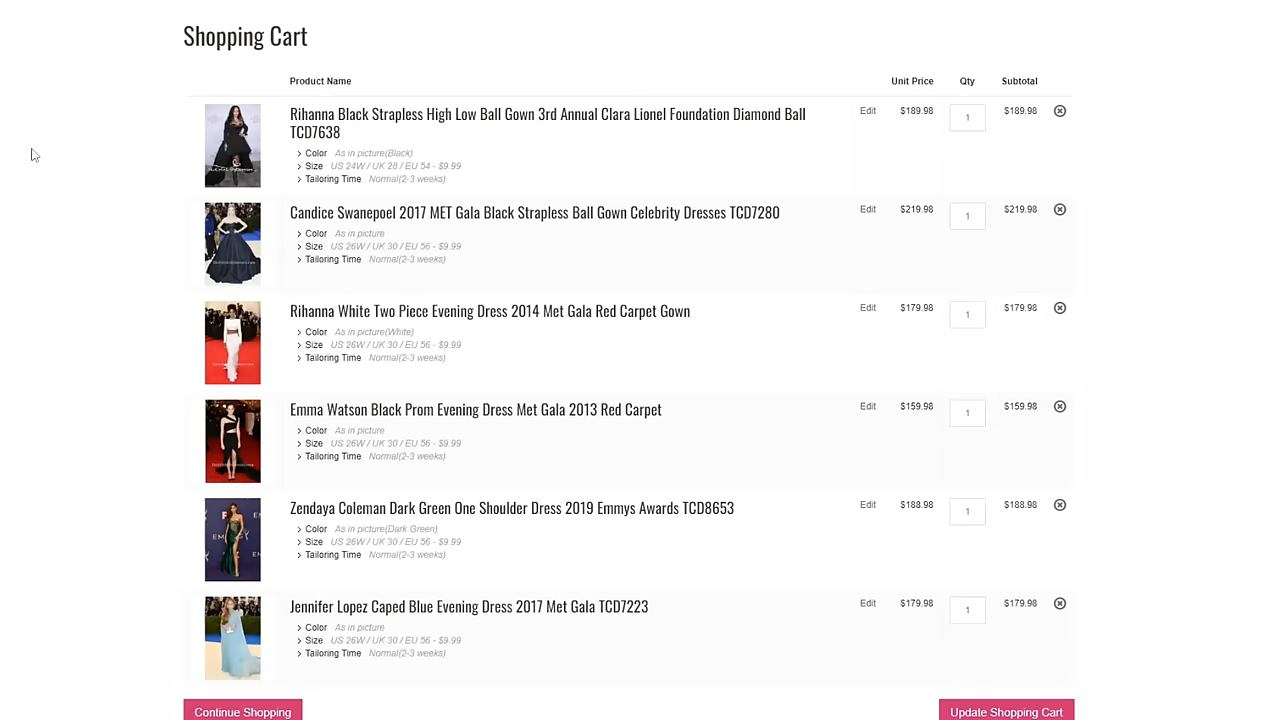 Shopping Cart
Product Name Unit Price Qty Subtotal
Rihanna Black Strapless High Low Ball Gown 3rd Annual Clara Lionel Foundation Diamond Ball Edit $189.98 1 $189.98
TCD7638
Color As in picture(Black)
Size US 24W / UK 28 / EU 54 - $9.99
Tailoring Time Normal(2-3 weeks)
Candice Swanepoel 2017 MET Gala Black Strapless Ball Gown Celebrity Dresses TCD7280 Edit $219.98 1 $219.98
Color As in picture
Size US 26W / UK 30 / EU 56 - $9.99
Tailoring Time Normal(2-3 weeks)
Rihanna White Two Piece Evening Dress 2014 Met Gala Red Carpet Gown Edit $179.98 1 $179.98
Color As in picture(White)
Size US 26W / UK 30 / EU 56 - $9.99
Tailoring Time Normal(2-3 weeks)
Emma Watson Black Prom Evening Dress Met Gala 2013 Red Carpet Edit $159.98 1 $159.98
Color As in picture
Size US 26W / UK 30 / EU 56 - $9.99
Tailoring Time Normal(2-3 weeks)
Zendaya Coleman Dark Green One Shoulder Dress 2019 Emmys Awards TCD8653 Edit $188.98 1 $188.98
Color As in picture(Dark Green)
Size US 26W / UK 30 / EU 56 - $9.99
Tailoring Time Normal(2-3 weeks)
Jennifer Lopez Caped Blue Evening Dress 2017 Met Gala TCD7223 Edit $179.98 1 $179.98
Color As in picture
Size US 26W / UK 30 / EU 56 - $9.99
Tailoring Time Normal(2-3 weeks)
Continue Shopping Update Shopping Cart